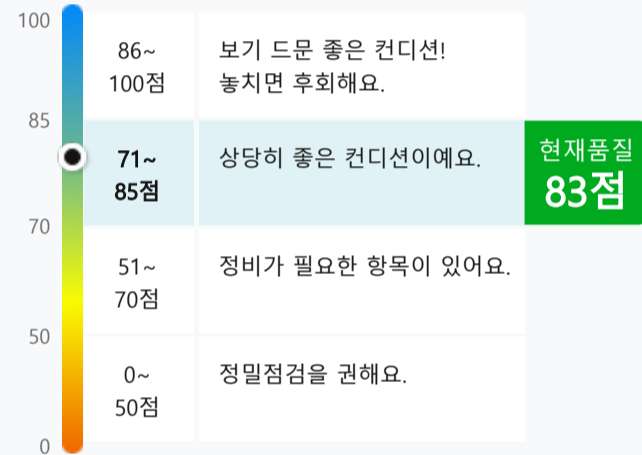 100
86~
100점
보기 드문 좋은 컨디션!
놓치면 후회해요.
85
71~
85점
상당히 좋은 컨디션이예요.
현재품질
83점
70
51~
70점
정비가 필요한 항목이 있어요.
50
0~
50점
정밀점검을 권해요.
0